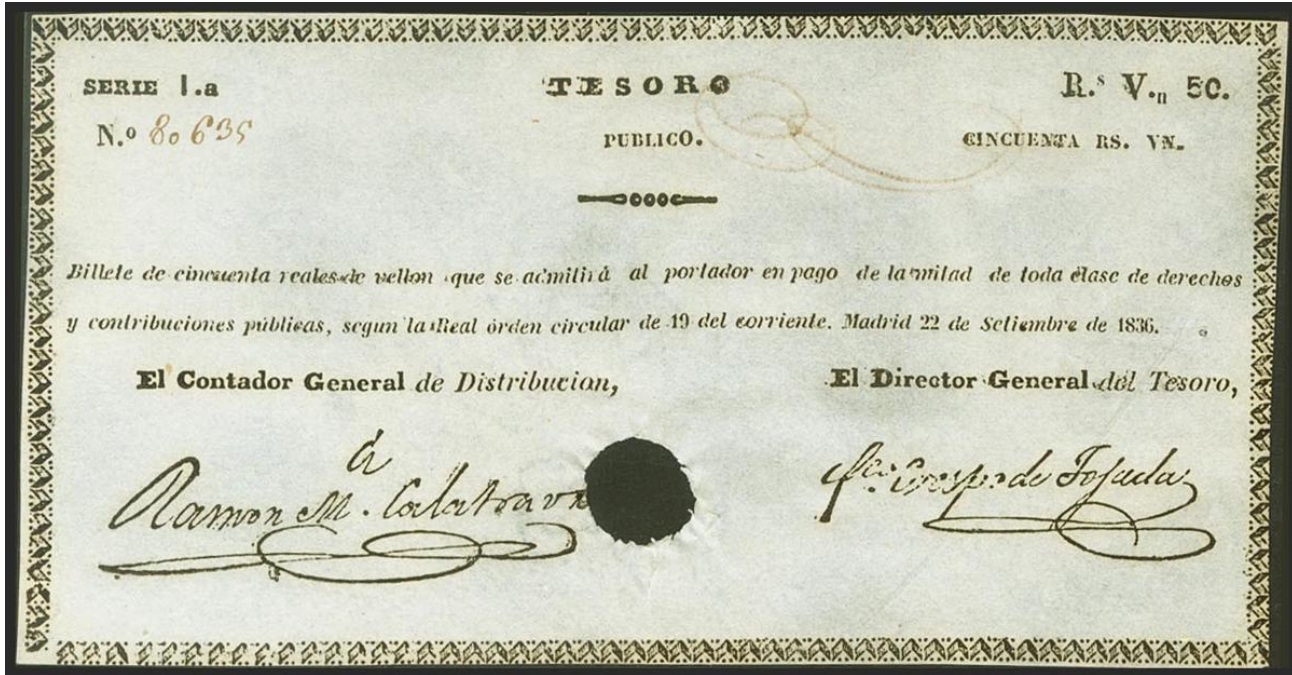 SERIE 1.a TESORO R.s V.n 50.
N.o 80635 PUBLICO. CINCUENTA RS. VN.
Billete de cincuenta reales de vellon que se admitirá al portador en pago de la mitad de toda clase de derechos
y contribuciones públicas, segun la Real órden circular de 19 del corriente. Madrid 22 de Setiembre de 1836.
El Contador General de Distribucion, El Director General del Tesoro,
Ramon M.a Calatrava de Tejada